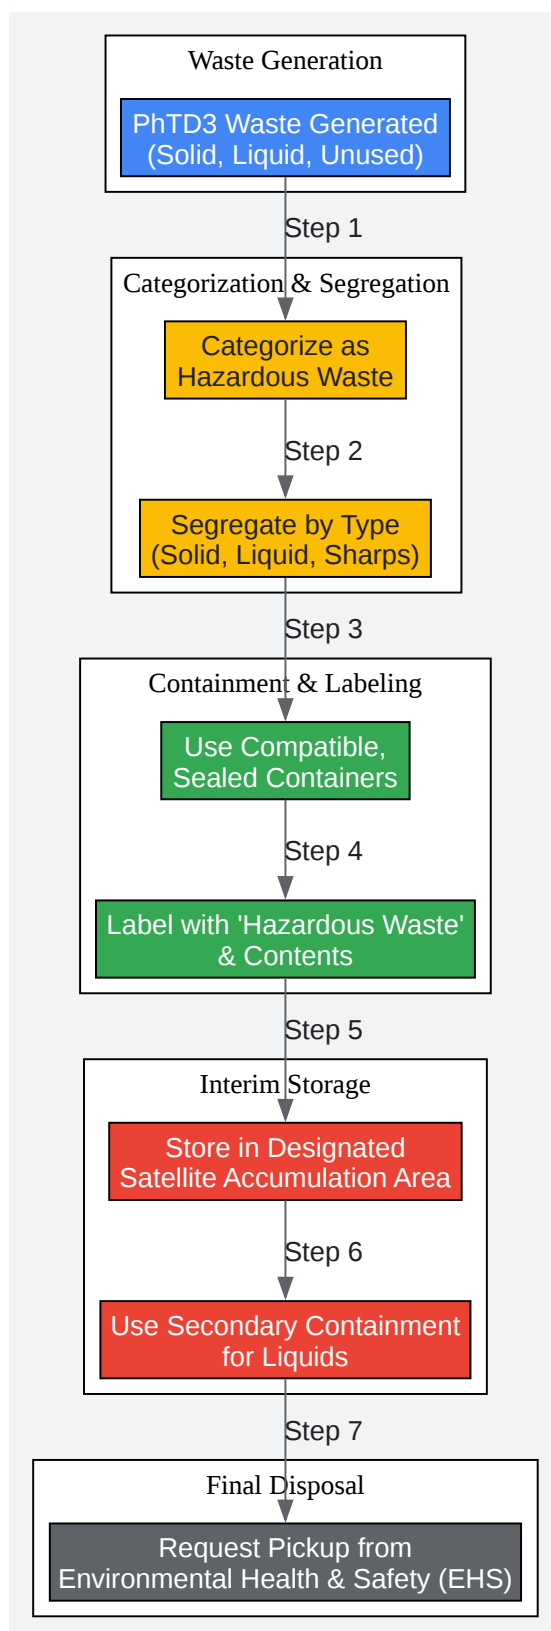 Waste Generation
PhTD3 Waste Generated
(Solid, Liquid, Unused)
Step 1
Categorization & Segregation
Categorize as
Hazardous Waste
Step 2
Segregate by Type
(Solid, Liquid, Sharps)
Step 3
Containment & Labeling
Use Compatible,
Sealed Containers
Step 4
Label with 'Hazardous Waste'
& Contents
Step 5
Interim Storage
Store in Designated
Satellite Accumulation Area
Step 6
Use Secondary Containment
for Liquids
Step 7
Final Disposal
Request Pickup from
Environmental Health & Safety (EHS)